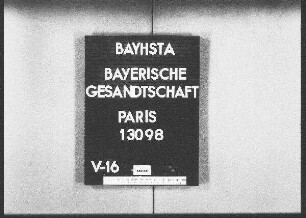 BAYHSTA
BAYERISCHE
GESANDTSCHAFT
PARIS
13098
V-16